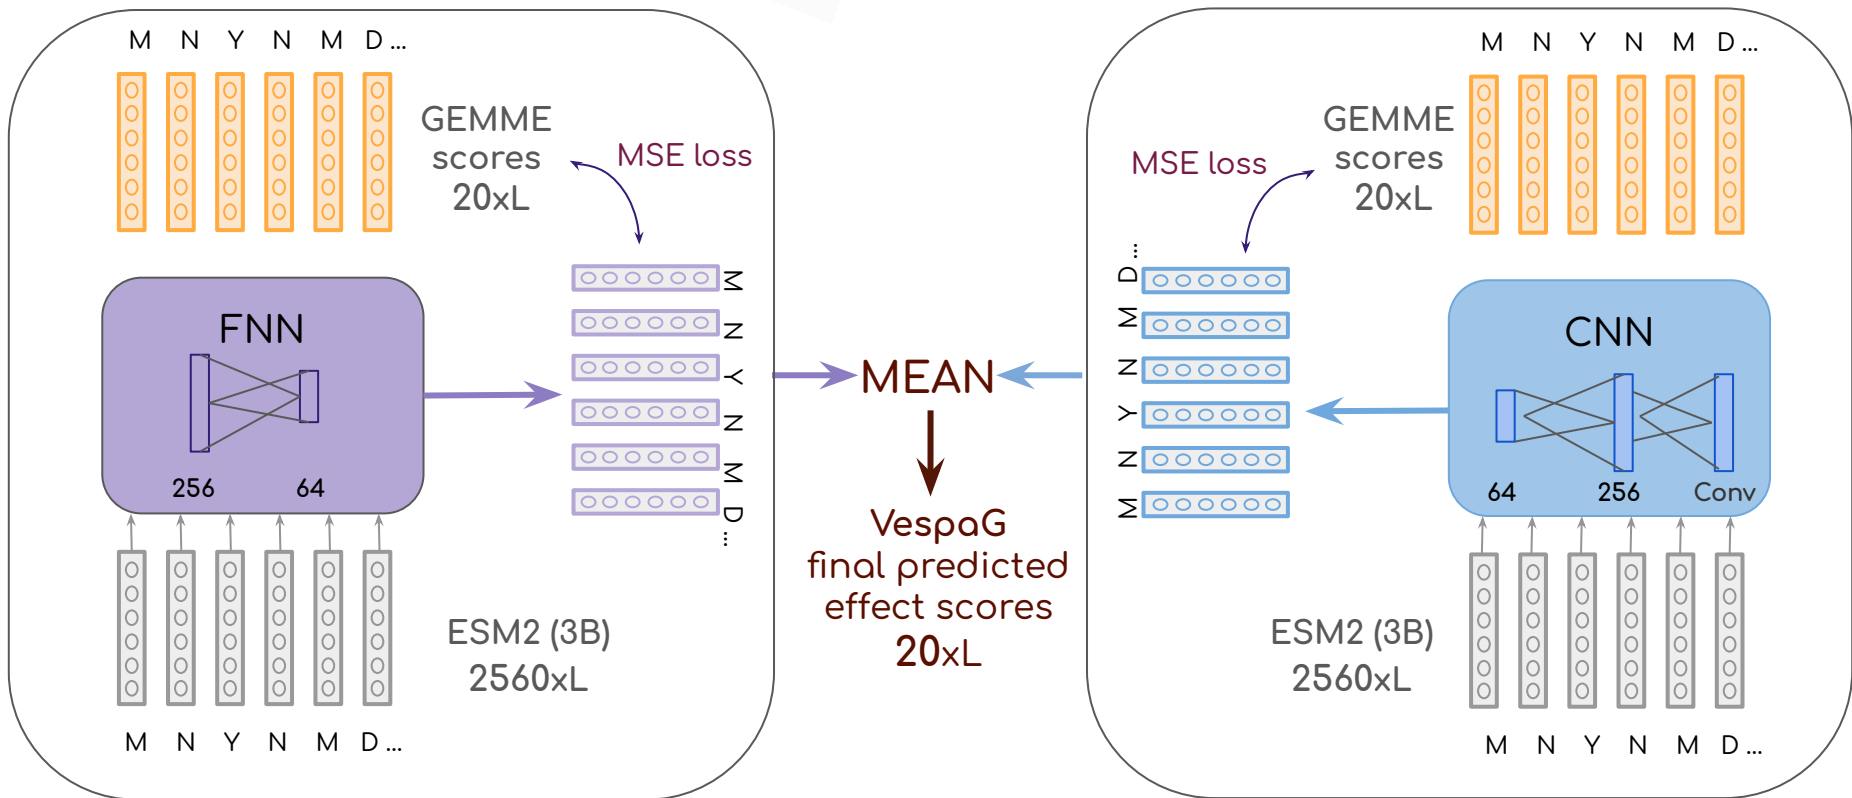 M N Y N M D ...
GEMME
scores
20xL
MSE loss
FNN
256 64
M
N
Y
N
M
D ...
ESM2 (3B)
2560xL
M N Y N M D ...
MEAN
VespaG
final predicted
effect scores
20xL
M N Y N M D ...
MSE loss
GEMME
scores
20xL
M N Y N M D ...
CNN
64 256 Conv
ESM2 (3B)
2560xL
M N Y N M D ...